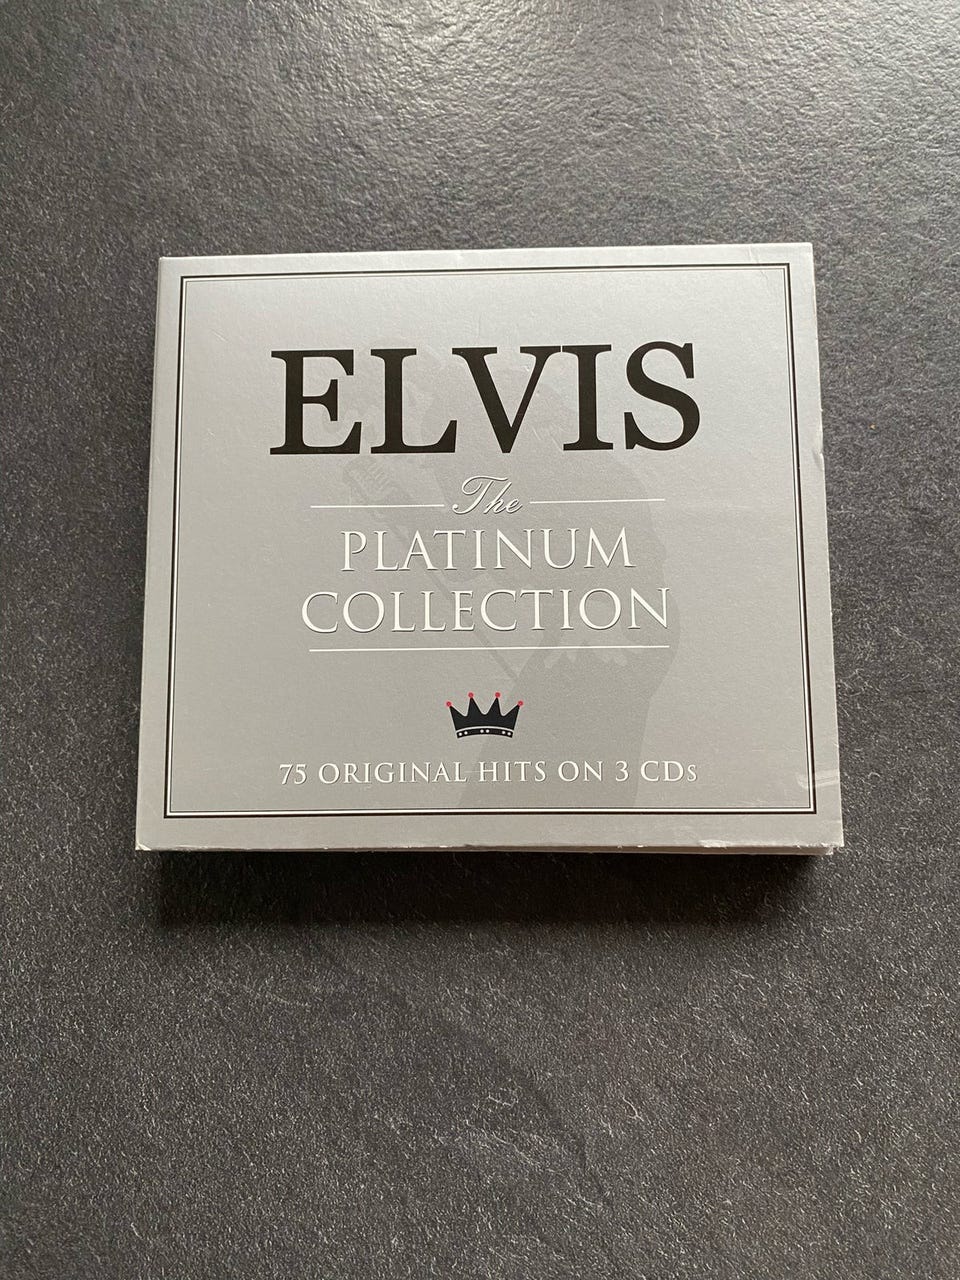 ELVIS
The
PLATINUM
COLLECTION
75 ORIGINAL HITS ON 3 CDs